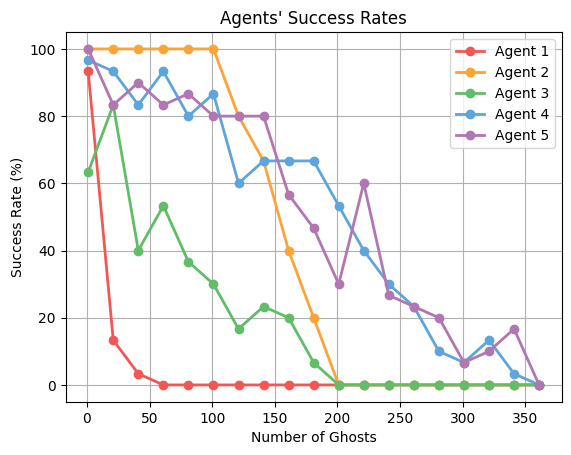 Agents' Success Rates
Agent 1
Agent 2
Agent 3
Agent 4
Agent 5
Success Rate (%)
100
80
60
40
20
0
0 50 100 150 200 250 300 350
Number of Ghosts